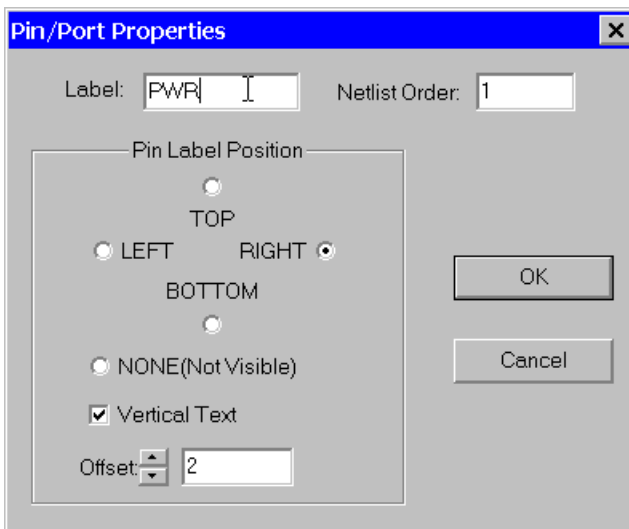 Pin/Port Properties
Label: PWR Netlist Order: 1
Pin Label Position
TOP
LEFT RIGHT
BOTTOM
NONE(Not Visible)
Vertical Text
Offset: 2
OK
Cancel